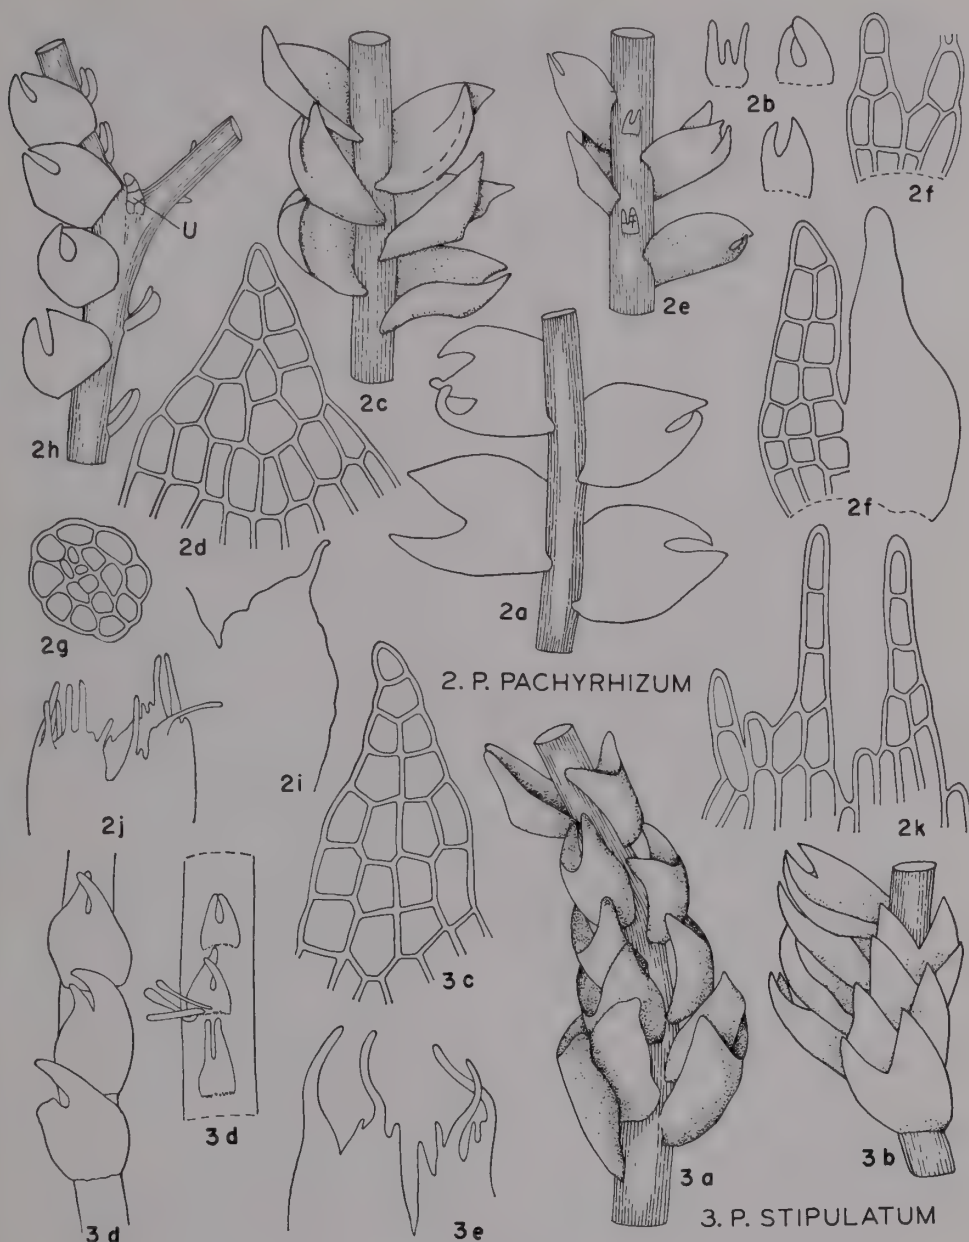 2b
2f
U
2e
2h
2c
2d
2f
2a
2g
2. P. PACHYRHIZUM
2i
2j
2k
3c
3d
3a
3b
3d
3e
3. P. STIPULATUM